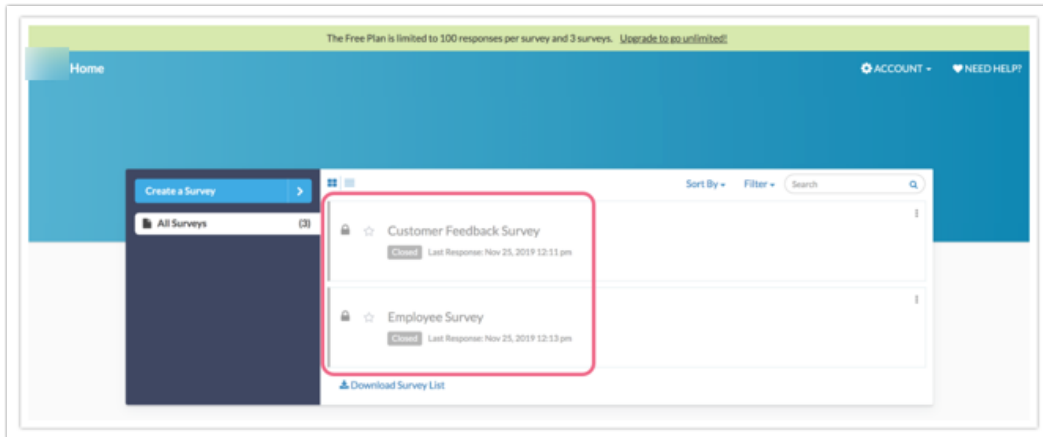 The Free Plan is limited to 100 responses per survey and 3 surveys. Upgrade to go unlimited!
Home
ACCOUNT
NEED HELP?
Create a Survey
Sort By
Filter
Search
All Surveys (3)
Customer Feedback Survey
Closed Last Response: Nov 25, 2019 12:11 pm
Employee Survey
Closed Last Response: Nov 25, 2019 12:13 pm
Download Survey List